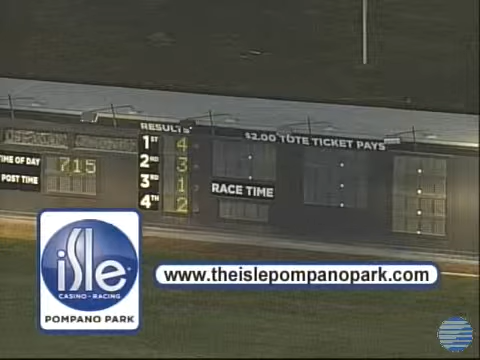 RESULTS
$2.00 TOTE TICKET PAYS
1ST 4
2ND 3
3RD 1
4TH 2
TIME OF DAY 715
POST TIME
RACE TIME
isle
CASINO • RACING
POMPANO PARK
www.theislepompanopark.com